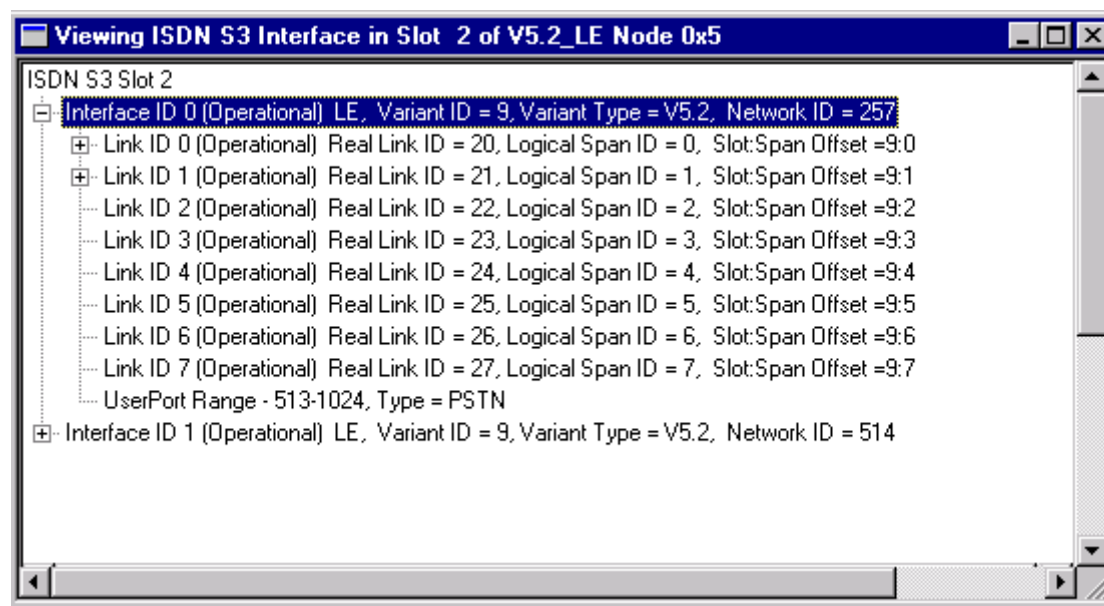 Viewing ISDN S3 Interface in Slot  2 of V5.2_LE Node 0x5
ISDN S3 Slot 2
Interface ID 0 (Operational)  LE,  Variant ID = 9, Variant Type = V5.2,  Network ID = 257
Link ID 0 (Operational)  Real Link ID = 20, Logical Span ID = 0,  Slot:Span Offset =9:0
Link ID 1 (Operational)  Real Link ID = 21, Logical Span ID = 1,  Slot:Span Offset =9:1
Link ID 2 (Operational)  Real Link ID = 22, Logical Span ID = 2,  Slot:Span Offset =9:2
Link ID 3 (Operational)  Real Link ID = 23, Logical Span ID = 3,  Slot:Span Offset =9:3
Link ID 4 (Operational)  Real Link ID = 24, Logical Span ID = 4,  Slot:Span Offset =9:4
Link ID 5 (Operational)  Real Link ID = 25, Logical Span ID = 5,  Slot:Span Offset =9:5
Link ID 6 (Operational)  Real Link ID = 26, Logical Span ID = 6,  Slot:Span Offset =9:6
Link ID 7 (Operational)  Real Link ID = 27, Logical Span ID = 7,  Slot:Span Offset =9:7
UserPort Range - 513-1024, Type = PSTN
Interface ID 1 (Operational)  LE,  Variant ID = 9, Variant Type = V5.2,  Network ID = 514